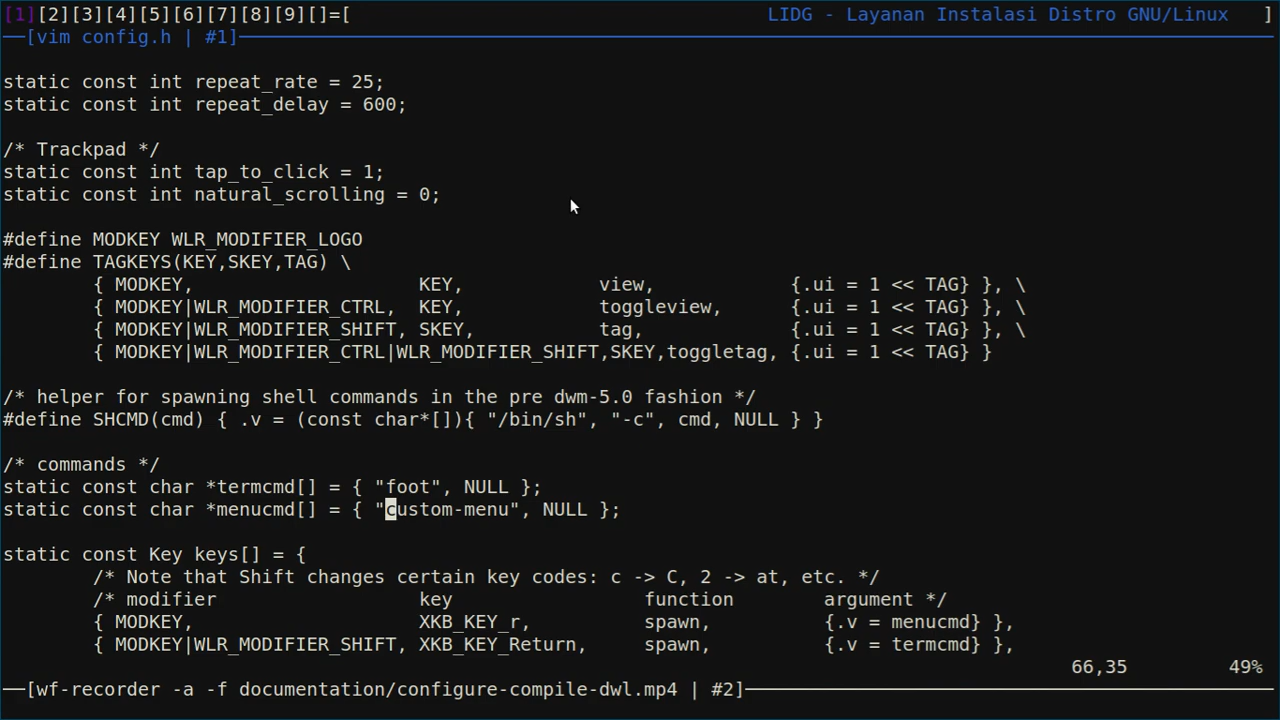 [1][2][3][4][5][6][7][8][9][]=[ LIDG - Layanan Instalasi Distro GNU/Linux ]
[vim config.h | #1]
static const int repeat_rate = 25;
static const int repeat_delay = 600;
/* Trackpad */
static const int tap_to_click = 1;
static const int natural_scrolling = 0;
#define MODKEY WLR_MODIFIER_LOGO
#define TAGKEYS(KEY,SKEY,TAG) \
{ MODKEY, KEY, view, {.ui = 1 << TAG} }, \
{ MODKEY|WLR_MODIFIER_CTRL, KEY, toggleview, {.ui = 1 << TAG} }, \
{ MODKEY|WLR_MODIFIER_SHIFT, SKEY, tag, {.ui = 1 << TAG} }, \
{ MODKEY|WLR_MODIFIER_CTRL|WLR_MODIFIER_SHIFT,SKEY,toggletag, {.ui = 1 << TAG} }
/* helper for spawning shell commands in the pre dwm-5.0 fashion */
#define SHCMD(cmd) { .v = (const char*[]){ "/bin/sh", "-c", cmd, NULL } }
/* commands */
static const char *termcmd[] = { "foot", NULL };
static const char *menucmd[] = { "custom-menu", NULL };
static const Key keys[] = {
/* Note that Shift changes certain key codes: c -> C, 2 -> at, etc. */
/* modifier key function argument */
{ MODKEY, XKB_KEY_r, spawn, {.v = menucmd} },
{ MODKEY|WLR_MODIFIER_SHIFT, XKB_KEY_Return, spawn, {.v = termcmd} },
66,35 49%
[wf-recorder -a -f documentation/configure-compile-dwl.mp4 | #2]